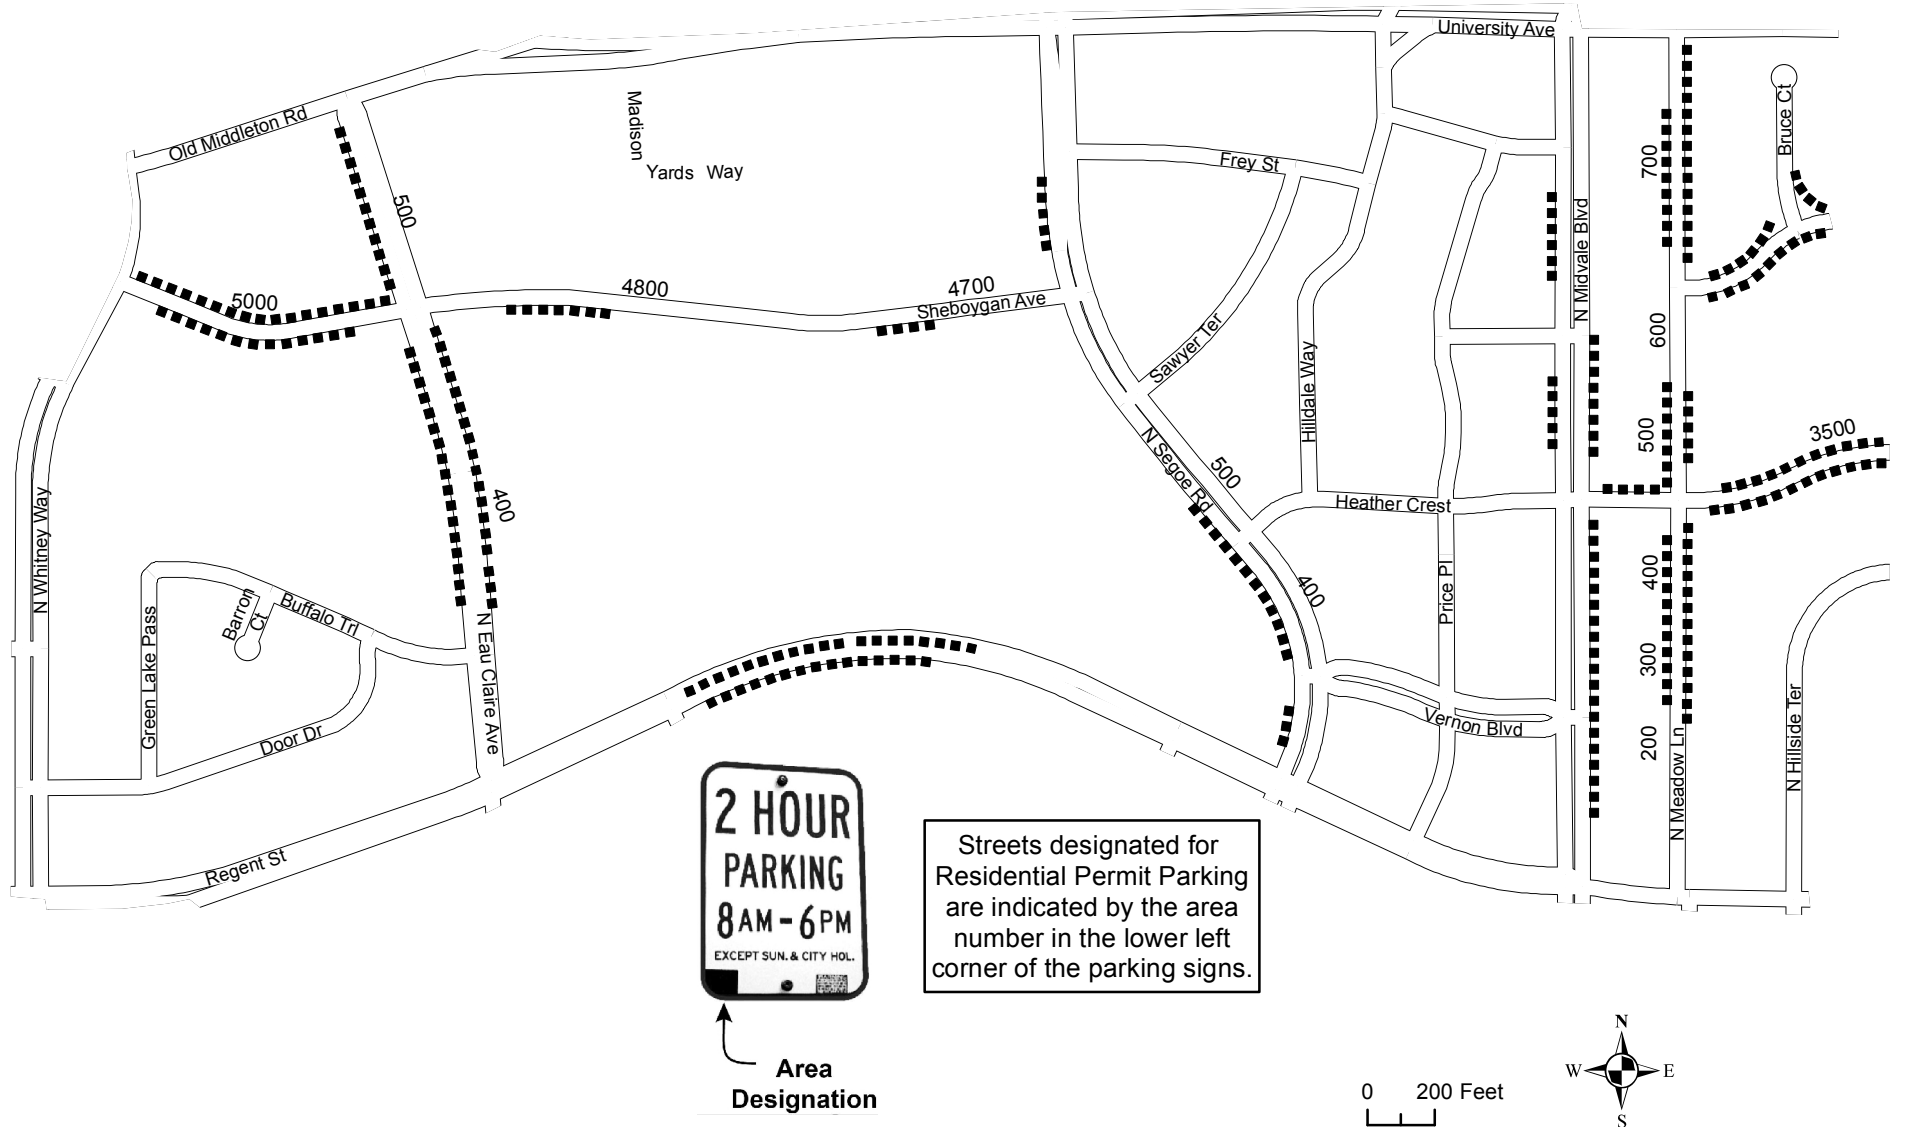 University Ave
Old Middleton Rd
Madison
Yards Way
Frey St
Bruce Ct
700
500
N Midvale Blvd
5000
4800
4700
Sheboygan Ave
600
Sawyer Ter
Hilldale Way
3500
500
N Segoe Rd
500
Heather Crest
400
N Whitney Way
400
400
Price Pl
Barron
Ct
Buffalo Trl
Green Lake Pass
N Eau Claire Ave
300
Door Dr
Vernon Blvd
200
N Meadow Ln
N Hillside Ter
Regent St
2 HOUR
PARKING
8AM-6PM
EXCEPT SUN. & CITY HOL.
Streets designated for
Residential Permit Parking
are indicated by the area
number in the lower left
corner of the parking signs.
Area
Designation
0 200 Feet
N
W E
S